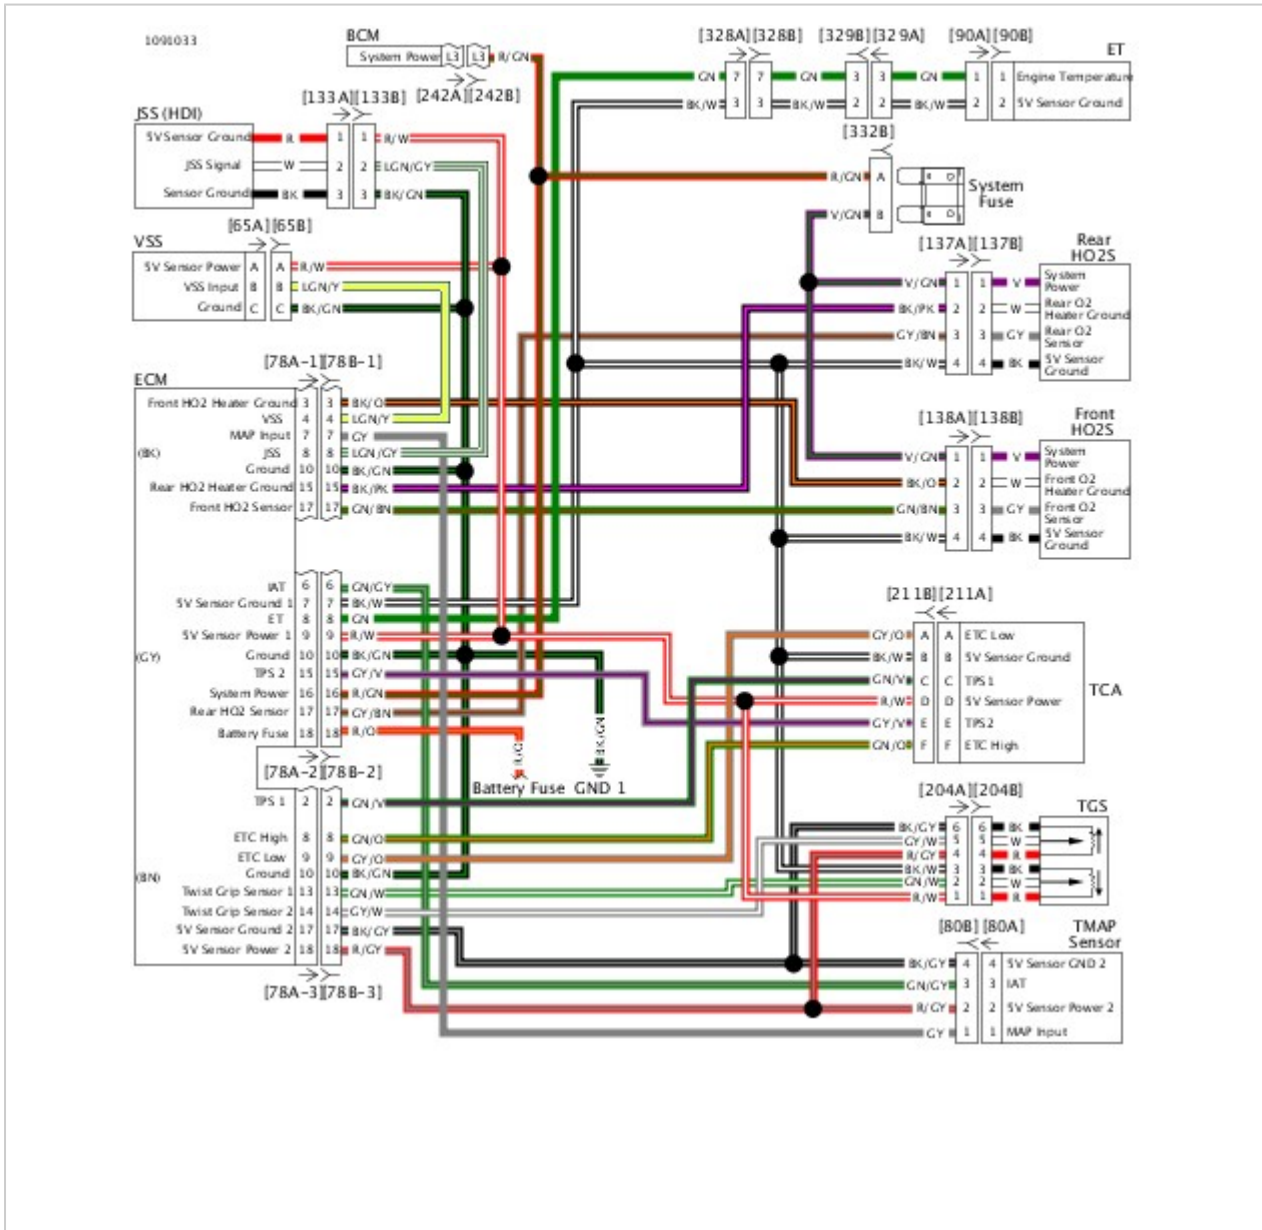 1091033
BCM
System Power L3 L3 R/GN
[242A] [242B]
JSS (HDI)
[133A] [133B]
5V Sensor Ground R 1 1 R/W
JSS Signal W 2 2 LGN/GY
Sensor Ground BK 3 3 BK/GN
VSS
[65A] [65B]
5V Sensor Power A A R/W
VSS Input B B LGN/Y
Ground C C BK/GN
ECM
[78A-1] [78B-1]
(BK)
Front HO2 Heater Ground 3 3 BK/O
VSS 4 4 LGN/Y
MAP Input 7 7 GY
JSS 8 8 LGN/GY
Ground 10 10 BK/GN
Rear HO2 Heater Ground 15 15 BK/PK
Front HO2 Sensor 17 17 GN/BN
(GY)
IAT 6 6 GN/GY
5V Sensor Ground 1 7 7 BK/W
ET 8 8 GN
5V Sensor Power 1 9 9 R/W
Ground 10 10 BK/GN
TPS 2 15 15 GY/V
System Power 16 16 R/GN
Rear HO2 Sensor 17 17 GY/BN
Battery Fuse 18 18 R/O
[78A-2] [78B-2]
R/O
BK/GN
Battery Fuse GND 1
(BN)
TPS 1 2 2 GN/V
ETC High 8 8 GN/O
ETC Low 9 9 GY/O
Ground 10 10 BK/GN
Twist Grip Sensor 1 13 13 GN/W
Twist Grip Sensor 2 14 14 GY/W
5V Sensor Ground 2 17 17 BK/GY
5V Sensor Power 2 18 18 R/GY
[78A-3] [78B-3]
[328A] [328B] [329B] [329A] [90A] [90B]
ET
GN 7 7 GN 3 3 GN 1 1 Engine Temperature
BK/W 3 3 BK/W 2 2 BK/W 2 2 5V Sensor Ground
[332B]
R/GN A
V/GN B
System
Fuse
[137A] [137B]
Rear
HO2S
V/GN 1 1 V System
Power
BK/PK 2 2 W Rear O2
Heater Ground
GY/BN 3 3 GY Rear O2
Sensor
BK/W 4 4 BK 5V Sensor
Ground
[138A] [138B]
Front
HO2S
V/GN 1 1 V System
Power
BK/O 2 2 W Front O2
Heater Ground
GN/BN 3 3 GY Front O2
Sensor
BK/W 4 4 BK 5V Sensor
Ground
[211B] [211A]
TCA
GY/O A A ETC Low
BK/W B B 5V Sensor Ground
GN/V C C TPS1
R/W D D 5V Sensor Power
GY/V E E TPS2
GN/O F F ETC High
[204A] [204B]
TGS
BK/GY 6 6 BK
GY/W 5 5 W
R/GY 4 4 R
BK/W 3 3 BK
GN/W 2 2 W
R/W 1 1 R
[80B] [80A]
TMAP
Sensor
BK/GY 4 4 5V Sensor GND 2
GN/GY 3 3 IAT
R/GY 2 2 5V Sensor Power 2
GY 1 1 MAP Input